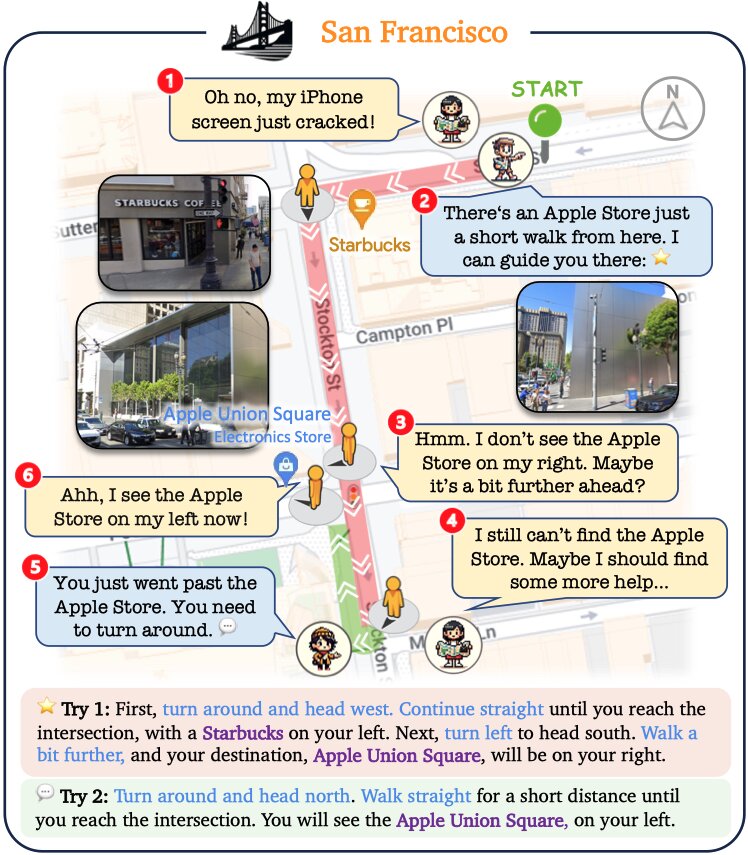 San Francisco
1
Oh no, my iPhone
screen just cracked!
START
N
2
There's an Apple Store just
a short walk from here. I
can guide you there:
STARBUCKS COFFEE
ONE WAY
Starbucks
Stockton St
Campton Pl
Apple Union Square
Electronics Store
3
Hmm. I don't see the Apple
Store on my right. Maybe
it's a bit further ahead?
6
Ahh, I see the Apple
Store on my left now!
4
I still can't find the Apple
Store. Maybe I should find
some more help...
5
You just went past the
Apple Store. You need
to turn around.
Try 1: First, turn around and head west. Continue straight until you reach the
intersection, with a Starbucks on your left. Next, turn left to head south. Walk a
bit further, and your destination, Apple Union Square, will be on your right.
Try 2: Turn around and head north. Walk straight for a short distance until
you reach the intersection. You will see the Apple Union Square, on your left.